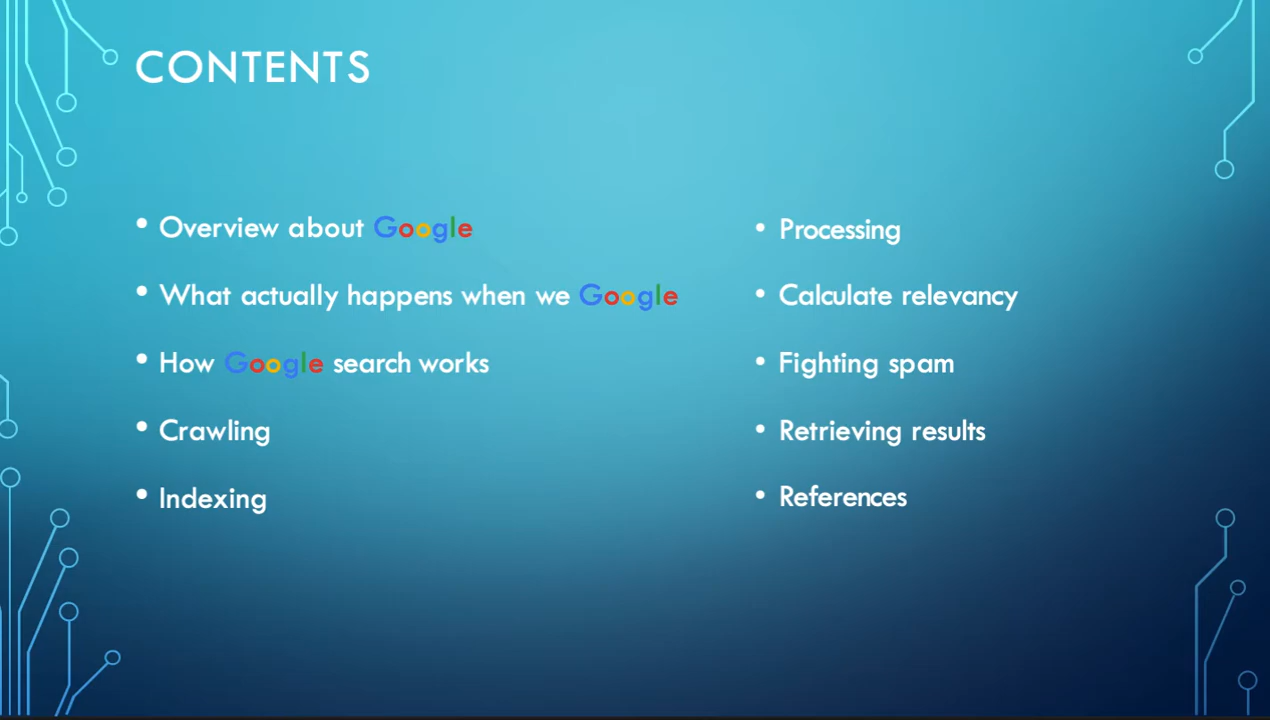 CONTENTS
• Overview about Google
• What actually happens when we Google
• How Google search works
• Crawling
• Indexing
• Processing
• Calculate relevancy
• Fighting spam
• Retrieving results
• References